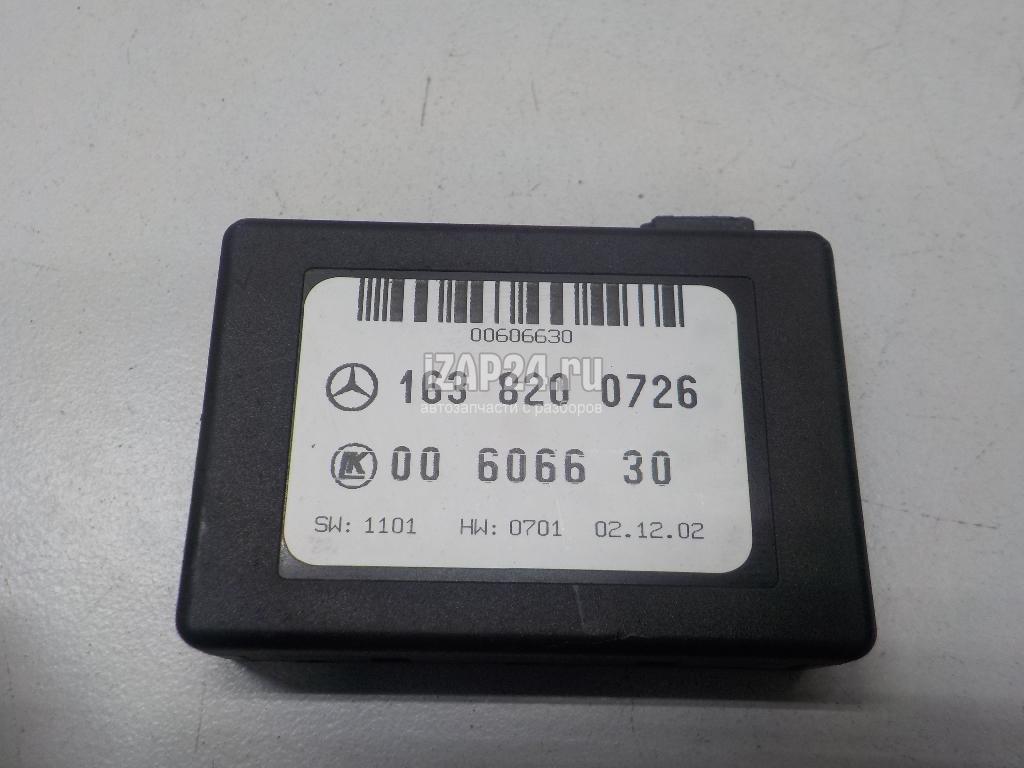 00606630
iZAP24.ru
163 820 0726
автозапчасти с разборов
K 00 6066 30
SW: 1101 HW: 0701 02.12.02